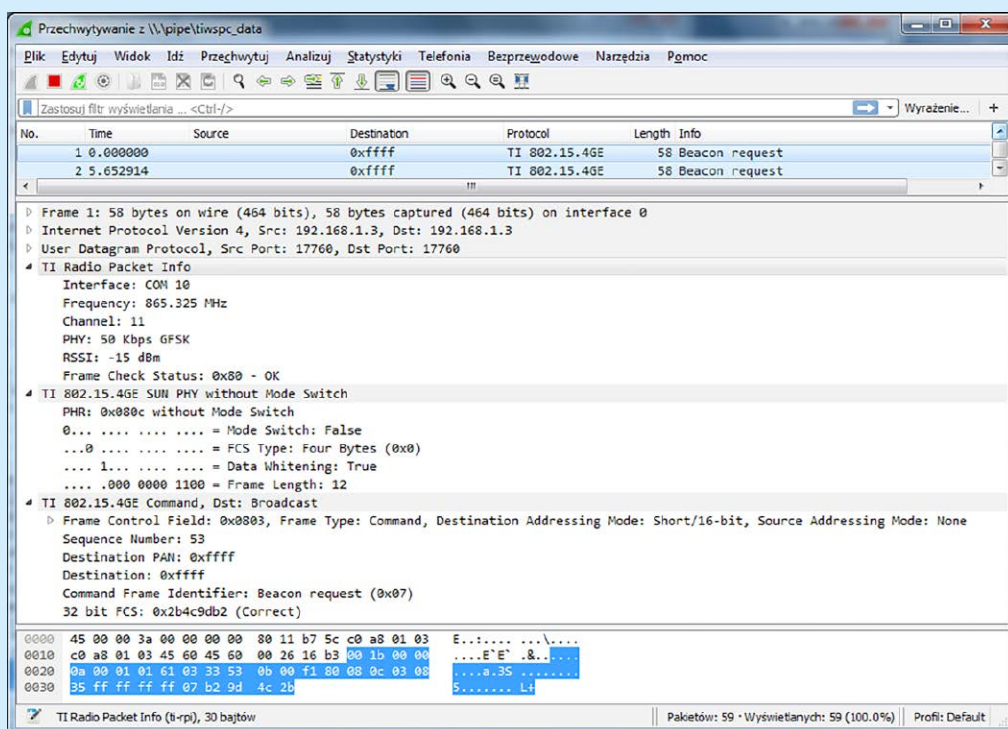 Przechwytywanie z \\.\pipe\tiwspc_data
Plik Edytuj Widok Idź Przechwytuj Analizuj Statystyki Telefonia Bezprzewodowe Narzędzia Pomoc
Zastosuj filtr wyświetlania ... <Ctrl-/> Wyrażenie... +
No. Time Source Destination Protocol Length Info
1 0.000000 0xffff TI 802.15.4GE 58 Beacon request
2 5.652914 0xffff TI 802.15.4GE 58 Beacon request
Frame 1: 58 bytes on wire (464 bits), 58 bytes captured (464 bits) on interface 0
Internet Protocol Version 4, Src: 192.168.1.3, Dst: 192.168.1.3
User Datagram Protocol, Src Port: 17760, Dst Port: 17760
TI Radio Packet Info
Interface: COM 10
Frequency: 865.325 MHz
Channel: 11
PHY: 50 Kbps GFSK
RSSI: -15 dBm
Frame Check Status: 0x80 - OK
TI 802.15.4GE SUN PHY without Mode Switch
PHR: 0x080c without Mode Switch
0... .... .... .... = Mode Switch: False
...0 .... .... .... = FCS Type: Four Bytes (0x0)
.... 1... .... .... = Data Whitening: True
.... .000 0000 1100 = Frame Length: 12
TI 802.15.4GE Command, Dst: Broadcast
Frame Control Field: 0x0803, Frame Type: Command, Destination Addressing Mode: Short/16-bit, Source Addressing Mode: None
Sequence Number: 53
Destination PAN: 0xffff
Destination: 0xffff
Command Frame Identifier: Beacon request (0x07)
32 bit FCS: 0x2b4c9db2 (Correct)
0000 45 00 00 3a 00 00 00 00 80 11 b7 5c c0 a8 01 03 E..:.... ...\....
0010 c0 a8 01 03 45 60 45 60 00 26 16 b3 00 1b 00 00 ....E`E` .&......
0020 0a 00 01 01 61 03 33 53 0b 00 f1 80 08 0c 03 08 ....a.3S ........
0030 35 ff ff ff ff 07 b2 9d 4c 2b 5....... L+
TI Radio Packet Info (ti-rpi), 30 bajtów Pakietów: 59 · Wyświetlanych: 59 (100.0%) Profil: Default